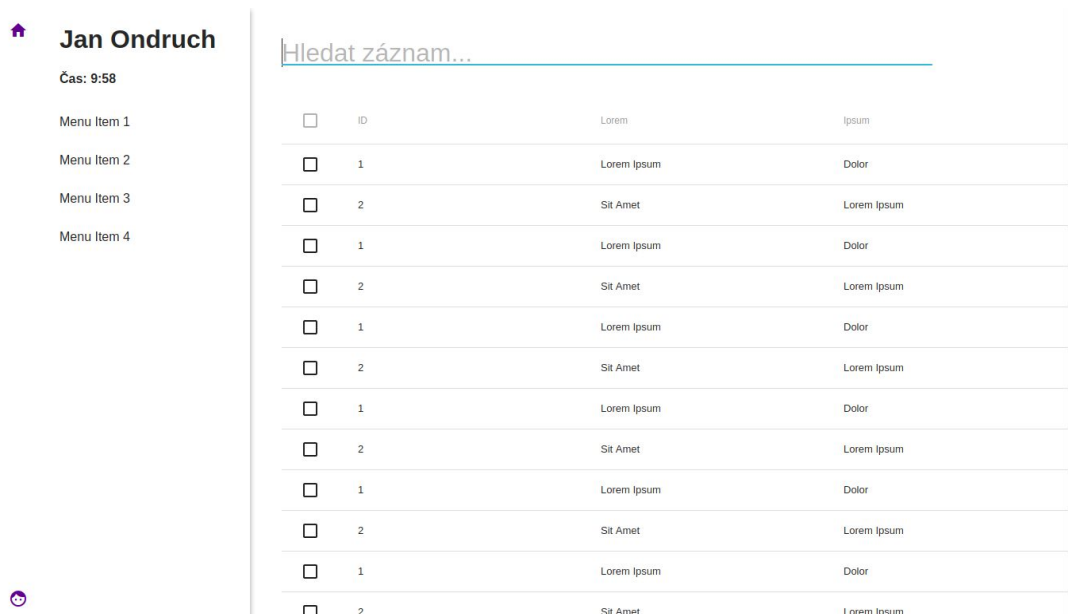 Jan Ondruch
Čas: 9:58
Menu Item 1
Menu Item 2
Menu Item 3
Menu Item 4
Hledat záznam...
ID Lorem Ipsum
1 Lorem Ipsum Dolor
2 Sit Amet Lorem Ipsum
1 Lorem Ipsum Dolor
2 Sit Amet Lorem Ipsum
1 Lorem Ipsum Dolor
2 Sit Amet Lorem Ipsum
1 Lorem Ipsum Dolor
2 Sit Amet Lorem Ipsum
1 Lorem Ipsum Dolor
2 Sit Amet Lorem Ipsum
1 Lorem Ipsum Dolor
2 Sit Amet Lorem Ipsum